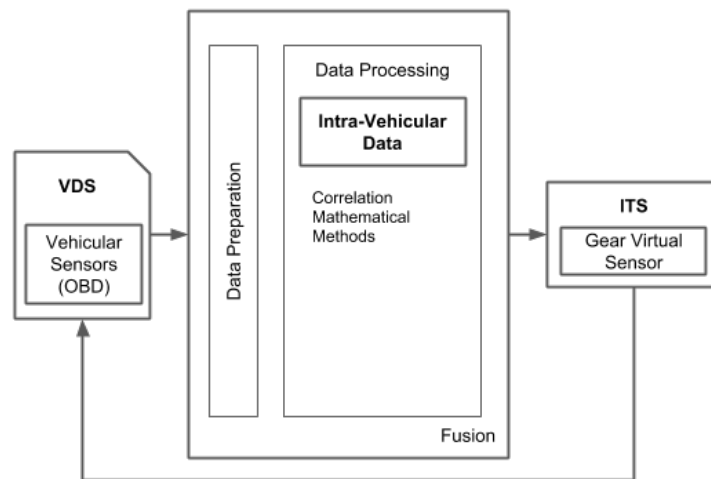 VDS
Vehicular
Sensors
(OBD)
Data Preparation
Data Processing
Intra-Vehicular
Data
Correlation
Mathematical
Methods
Fusion
ITS
Gear Virtual
Sensor